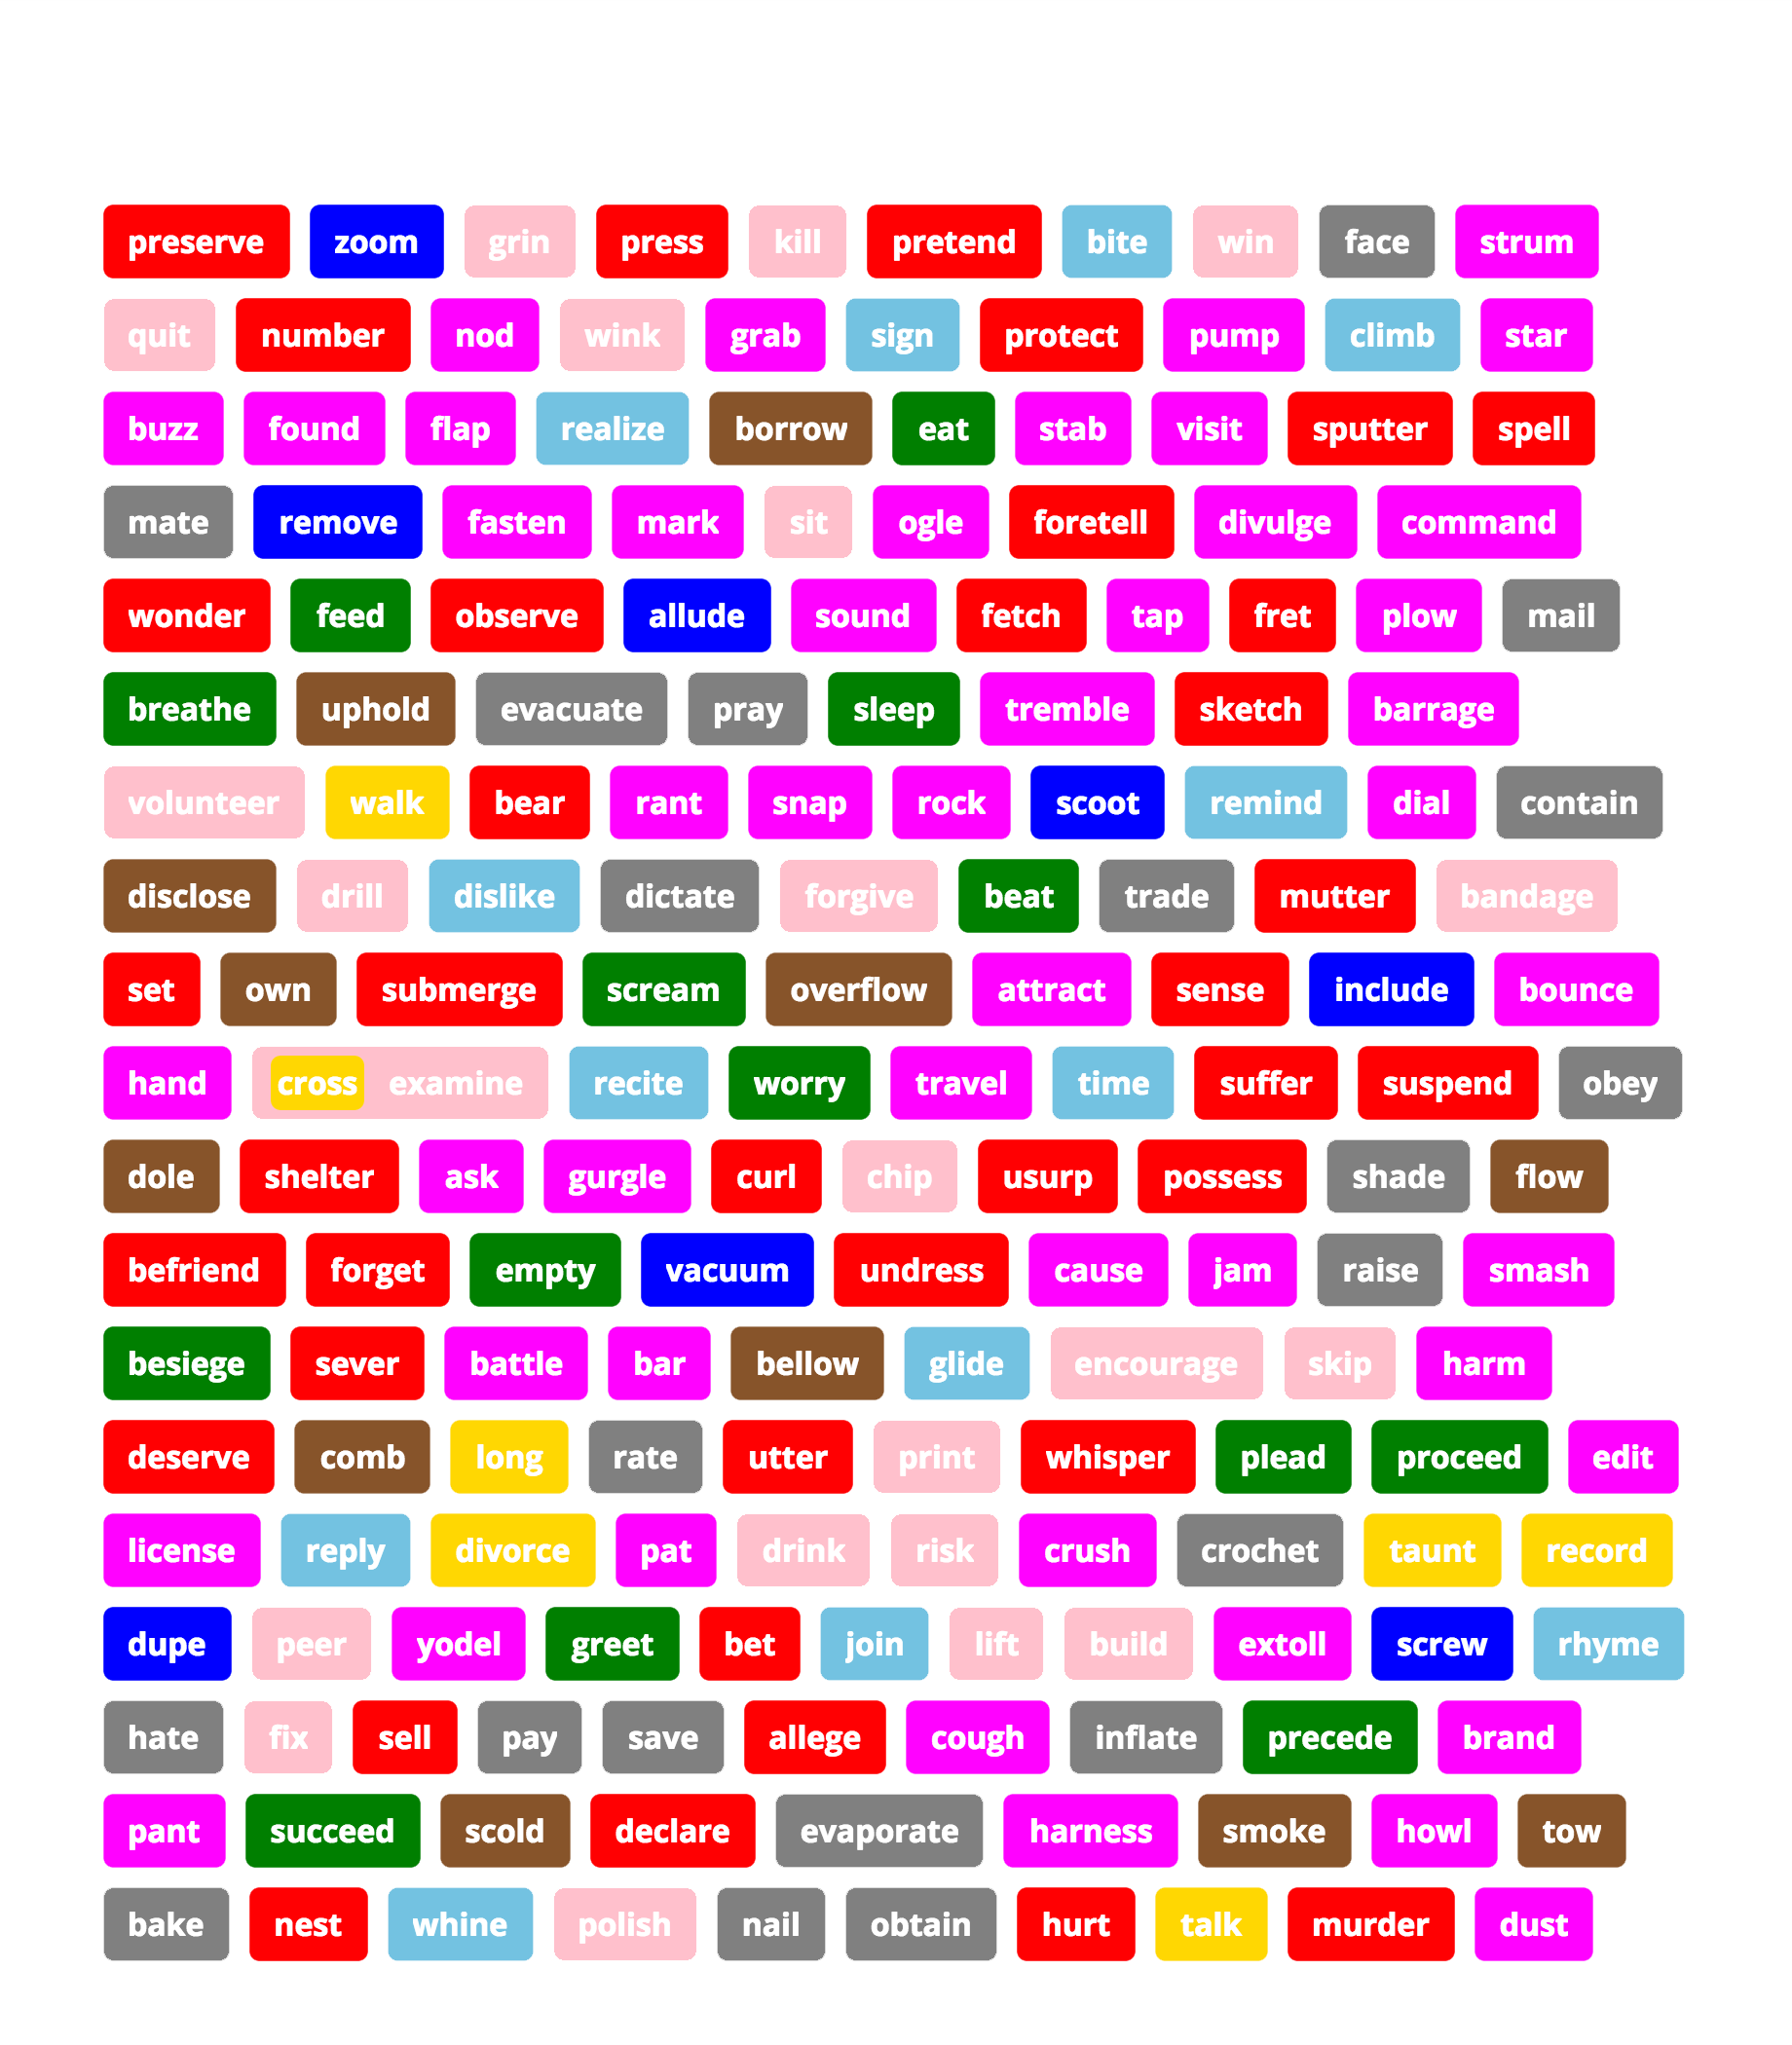 preserve zoom grin press kill pretend bite win face strum
quit number nod wink grab sign protect pump climb star
buzz found flap realize borrow eat stab visit sputter spell
mate remove fasten mark sit ogle foretell divulge command
wonder feed observe allude sound fetch tap fret plow mail
breathe uphold evacuate pray sleep tremble sketch barrage
volunteer walk bear rant snap rock scoot remind dial contain
disclose drill dislike dictate forgive beat trade mutter bandage
set own submerge scream overflow attract sense include bounce
hand cross examine recite worry travel time suffer suspend obey
dole shelter ask gurgle curl chip usurp possess shade flow
befriend forget empty vacuum undress cause jam raise smash
besiege sever battle bar bellow glide encourage skip harm
deserve comb long rate utter print whisper plead proceed edit
license reply divorce pat drink risk crush crochet taunt record
dupe peer yodel greet bet join lift build extoll screw rhyme
hate fix sell pay save allege cough inflate precede brand
pant succeed scold declare evaporate harness smoke howl tow
bake nest whine polish nail obtain hurt talk murder dust